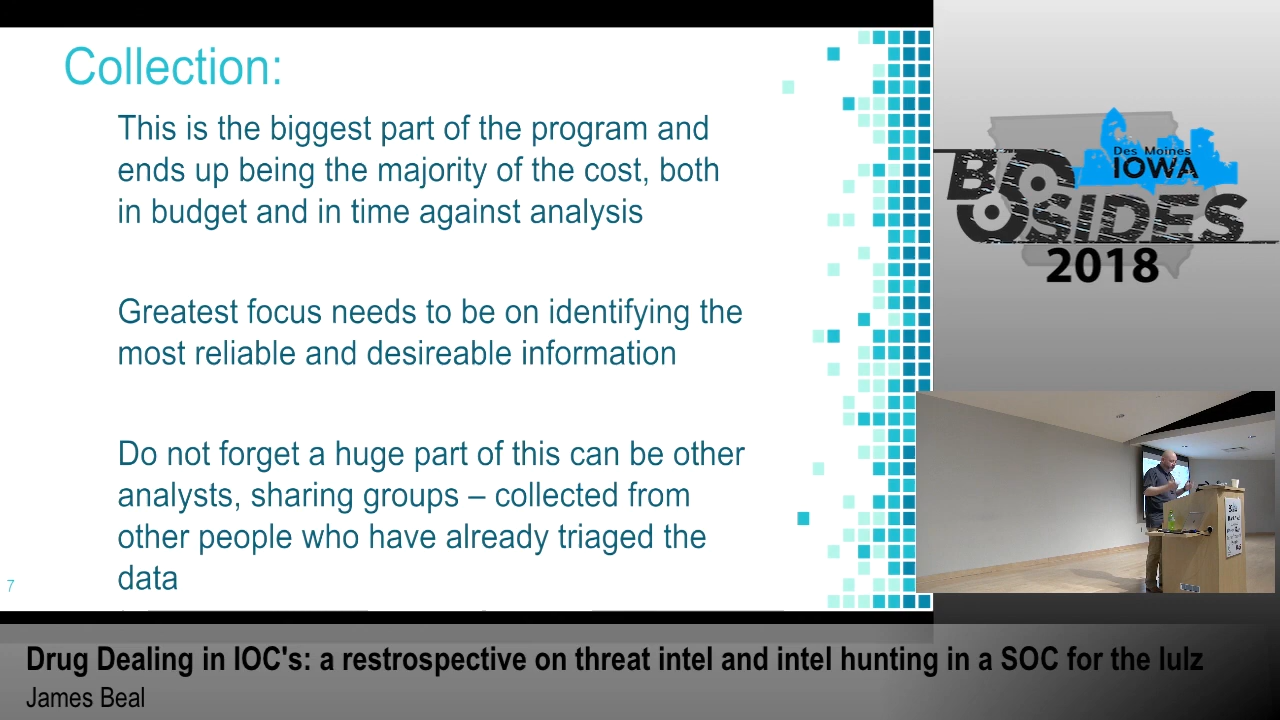 Collection:
This is the biggest part of the program and
ends up being the majority of the cost, both
in budget and in time against analysis
Greatest focus needs to be on identifying the
most reliable and desireable information
Do not forget a huge part of this can be other
analysts, sharing groups – collected from
other people who have already triaged the
data
7
Des Moines
IOWA
BSIDES
2018
Drug Dealing in IOC's: a restrospective on threat intel and intel hunting in a SOC for the lulz
James Beal